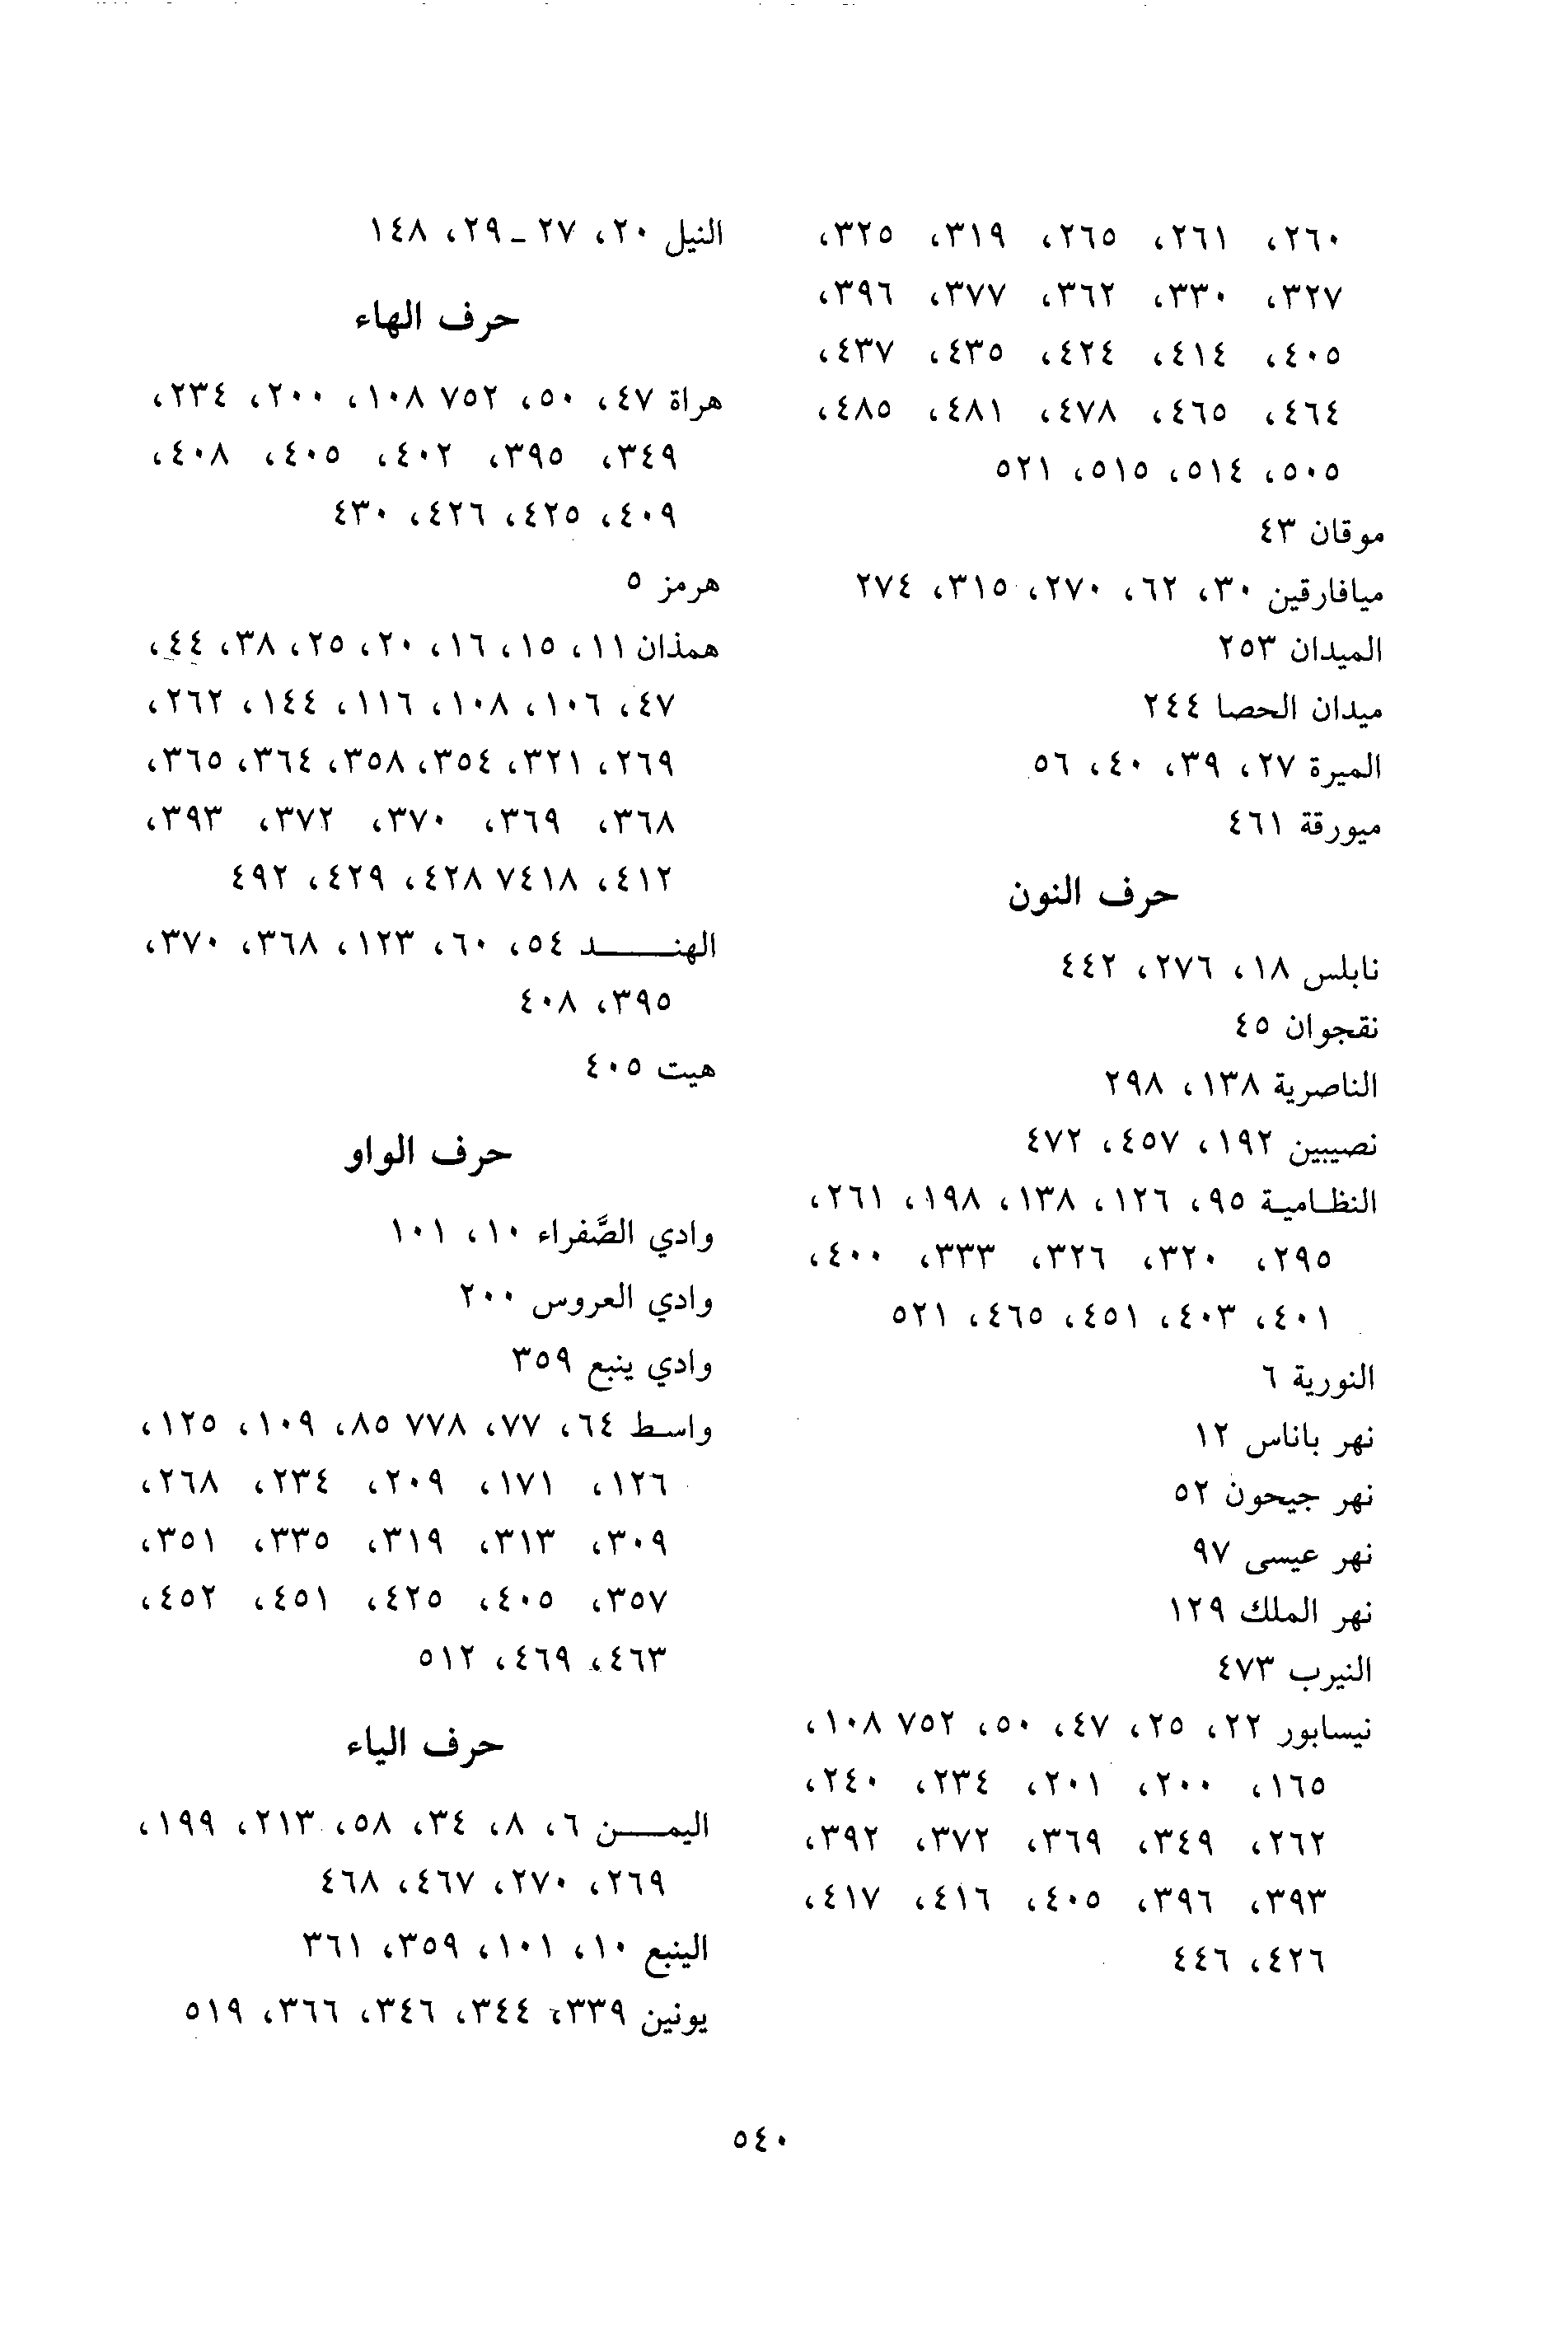 ٢٦٠، ٢٦١، ٢٦٥، ٣١٩، ٣٢٥،
٣٢٧، ٣٣٠، ٣٦٢، ٣٧٧، ٣٩٦،
٤٠٥، ٤١٤، ٤٢٤، ٤٣٥، ٤٣٧،
٤٦٤، ٤٦٥، ٤٧٨، ٤٨١، ٤٨٥،
٥٠٥، ٥١٤، ٥١٥، ٥٢١
موقان ٤٣
ميافارقين ٣٠، ٦٢، ٢٧٠، ٣١٥، ٢٧٤
الميدان ٢٥٣
ميدان الحصا ٢٤٤
الميرة ٢٧، ٣٩، ٤٠، ٥٦
ميورقة ٤٦١
حرف النون
نابلس ١٨، ٢٧٦، ٤٤٢
نقجوان ٤٥
الناصرية ١٣٨، ٢٩٨
نصيبين ١٩٢، ٤٥٧، ٤٧٢
النظامية ٩٥، ١٢٦، ١٣٨، ١٩٨، ٢٦١،
٢٩٥، ٣٢٠، ٣٢٦، ٣٣٣، ٤٠٠،
٤٠١، ٤٠٣، ٤٥١، ٤٦٥، ٥٢١
النورية ٦
نهر باناس ١٢
نهر جيحون ٥٢
نهر عيسى ٩٧
نهر الملك ١٢٩
النيرب ٤٧٣
نيسابور ٢٢، ٢٥، ٤٧، ٥٠، ٧٥٢ ١٠٨،
١٦٥، ٢٠٠، ٢٠١، ٢٣٤، ٢٤٠،
٢٦٢، ٣٤٩، ٣٦٩، ٣٧٢، ٣٩٢،
٣٩٣، ٣٩٦، ٤٠٥، ٤١٦، ٤١٧،
٤٢٦، ٤٤٦
النيل ٢٠، ٢٧ - ٢٩، ١٤٨
حرف الهاء
هراة ٤٧، ٥٠، ٧٥٢ ١٠٨، ٢٠٠، ٢٣٤،
٣٤٩، ٣٩٥، ٤٠٢، ٤٠٥، ٤٠٨،
٤٠٩، ٤٢٥، ٤٢٦، ٤٣٠
هرمز ٥
همذان ١١، ١٥، ١٦، ٢٠، ٢٥، ٣٨، ٤٤،
٤٧، ١٠٦، ١٠٨، ١١٦، ١٤٤، ٢٦٢،
٢٦٩، ٣٢١، ٣٥٤، ٣٥٨، ٣٦٤، ٣٦٥،
٣٦٨، ٣٦٩، ٣٧٠، ٣٧٢، ٣٩٣،
٤١٢، ٧٤١٨ ٤٢٨، ٤٢٩، ٤٩٢
الهنـــــد ٥٤، ٦٠، ١٢٣، ٣٦٨، ٣٧٠،
٣٩٥، ٤٠٨
هيت ٤٠٥
حرف الواو
وادي الصَّفراء ١٠، ١٠١
وادي العروس ٢٠٠
وادي ينبع ٣٥٩
واسط ٦٤، ٧٧، ٧٧٨ ٨٥، ١٠٩، ١٢٥،
١٢٦، ١٧١، ٢٠٩، ٢٣٤، ٢٦٨،
٣٠٩، ٣١٣، ٣١٩، ٣٣٥، ٣٥١،
٣٥٧، ٤٠٥، ٤٢٥، ٤٥١، ٤٥٢،
٤٦٣، ٤٦٩، ٥١٢
حرف الياء
اليمـــن ٦، ٨، ٣٤، ٥٨، ٢١٣، ١٩٩،
٢٦٩، ٢٧٠، ٤٦٧، ٤٦٨
الينبع ١٠، ١٠١، ٣٥٩، ٣٦١
يونين ٣٣٩، ٣٤٤، ٣٤٦، ٣٦٦، ٥١٩
٥٤٠